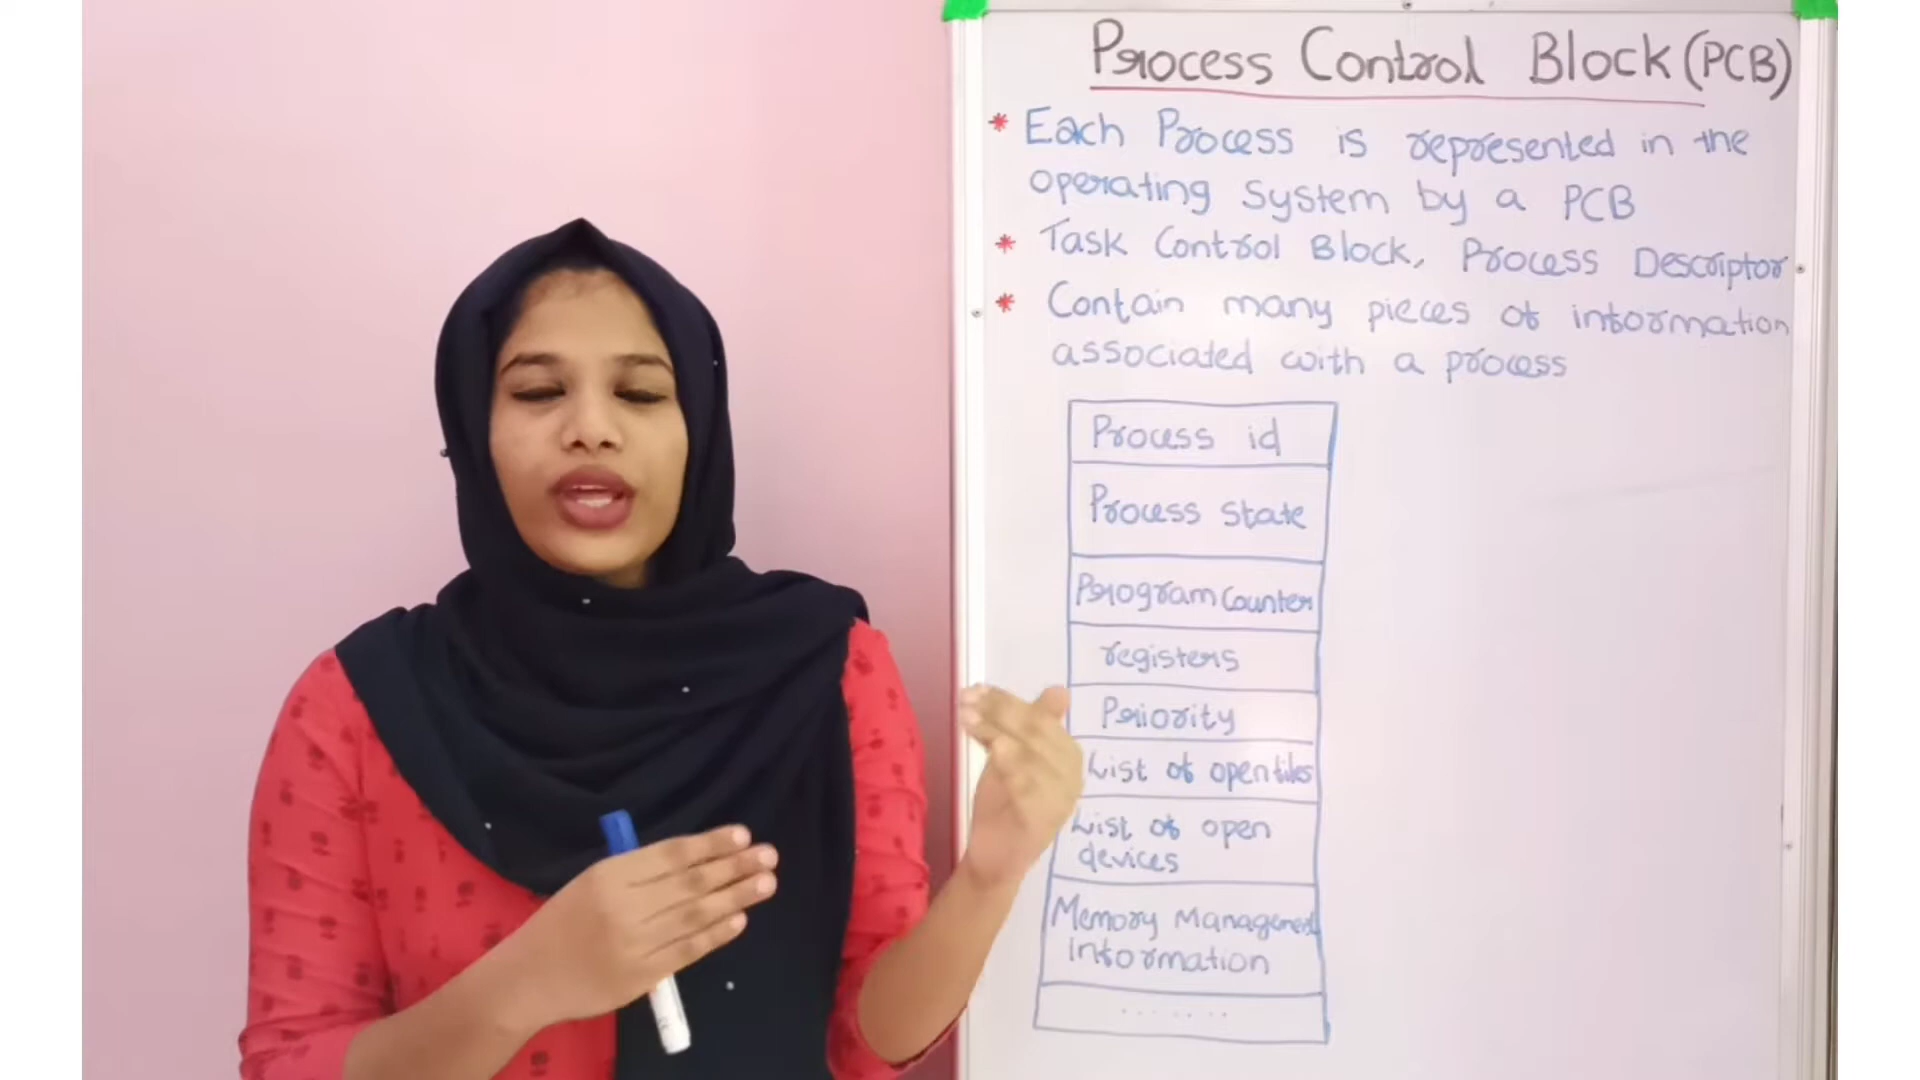 Process Control Block (PCB)
* Each Process is represented in the
operating System by a PCB
* Task Control Block, Process Descriptor
* Contain many pieces of information
associated with a process
Process id
Process state
Program Counter
registers
Priority
List of open files
List of open
devices
Memory Management
Information
.......